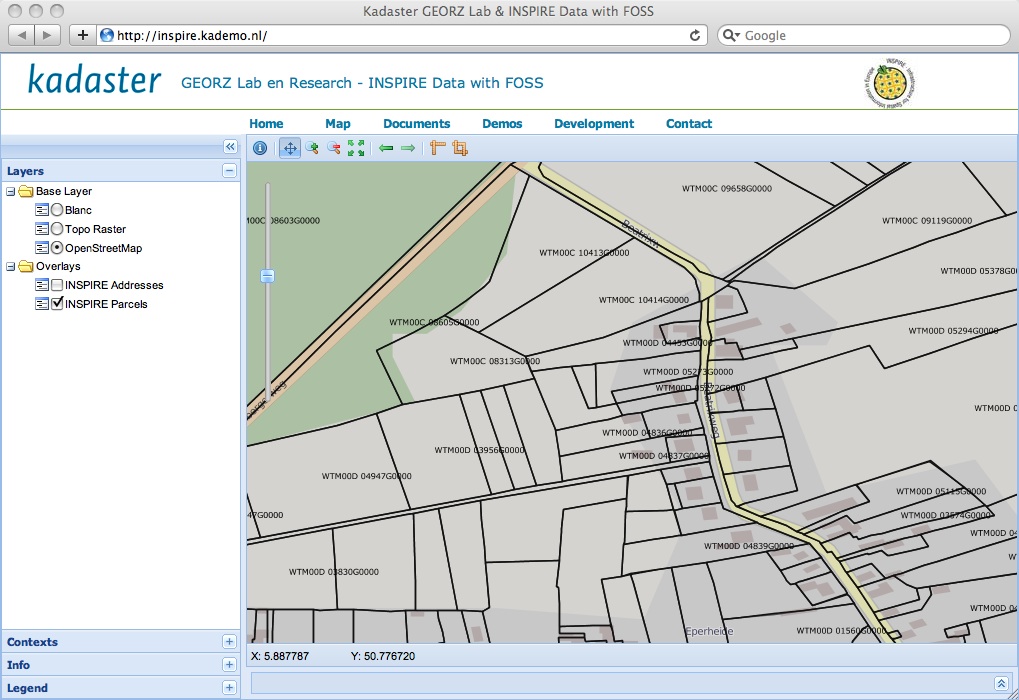 Kadaster GEORZ Lab & INSPIRE Data with FOSS
http://inspire.kademo.nl/
Google
kadaster
GEORZ Lab en Research - INSPIRE Data with FOSS
INSPIRE
Home Map Documents Demos Development Contact
Layers
Base Layer
Blanc
Topo Raster
OpenStreetMap
Overlays
INSPIRE Addresses
INSPIRE Parcels
Contexts
Info
Legend
WTM00C 09658G0000
08603G0000
WTM00C 09119G0000
WTM00C 10413G0000
WTM00D 05378G0
WTM00C 10414G0000
WTM00C 08605G0000
WTM00D 05294G0000
WTM00D 04453G0000
WTM00C 08313G0000
WTM00D 05273G0000
WTM00D 05272G0000
WTM00D 0
WTM00D 04836G0000
WTM00D 03956G0000
WTM00D 04837G0000
WTM00D 04947G0000
WTM00D 05115G0000
47G0000
WTM00D 03574G0000
WTM00D 04839G0000
WTM00D 03830G0000
WTM00D 01560G0000
Eperheide
X: 5.887787 Y: 50.776720